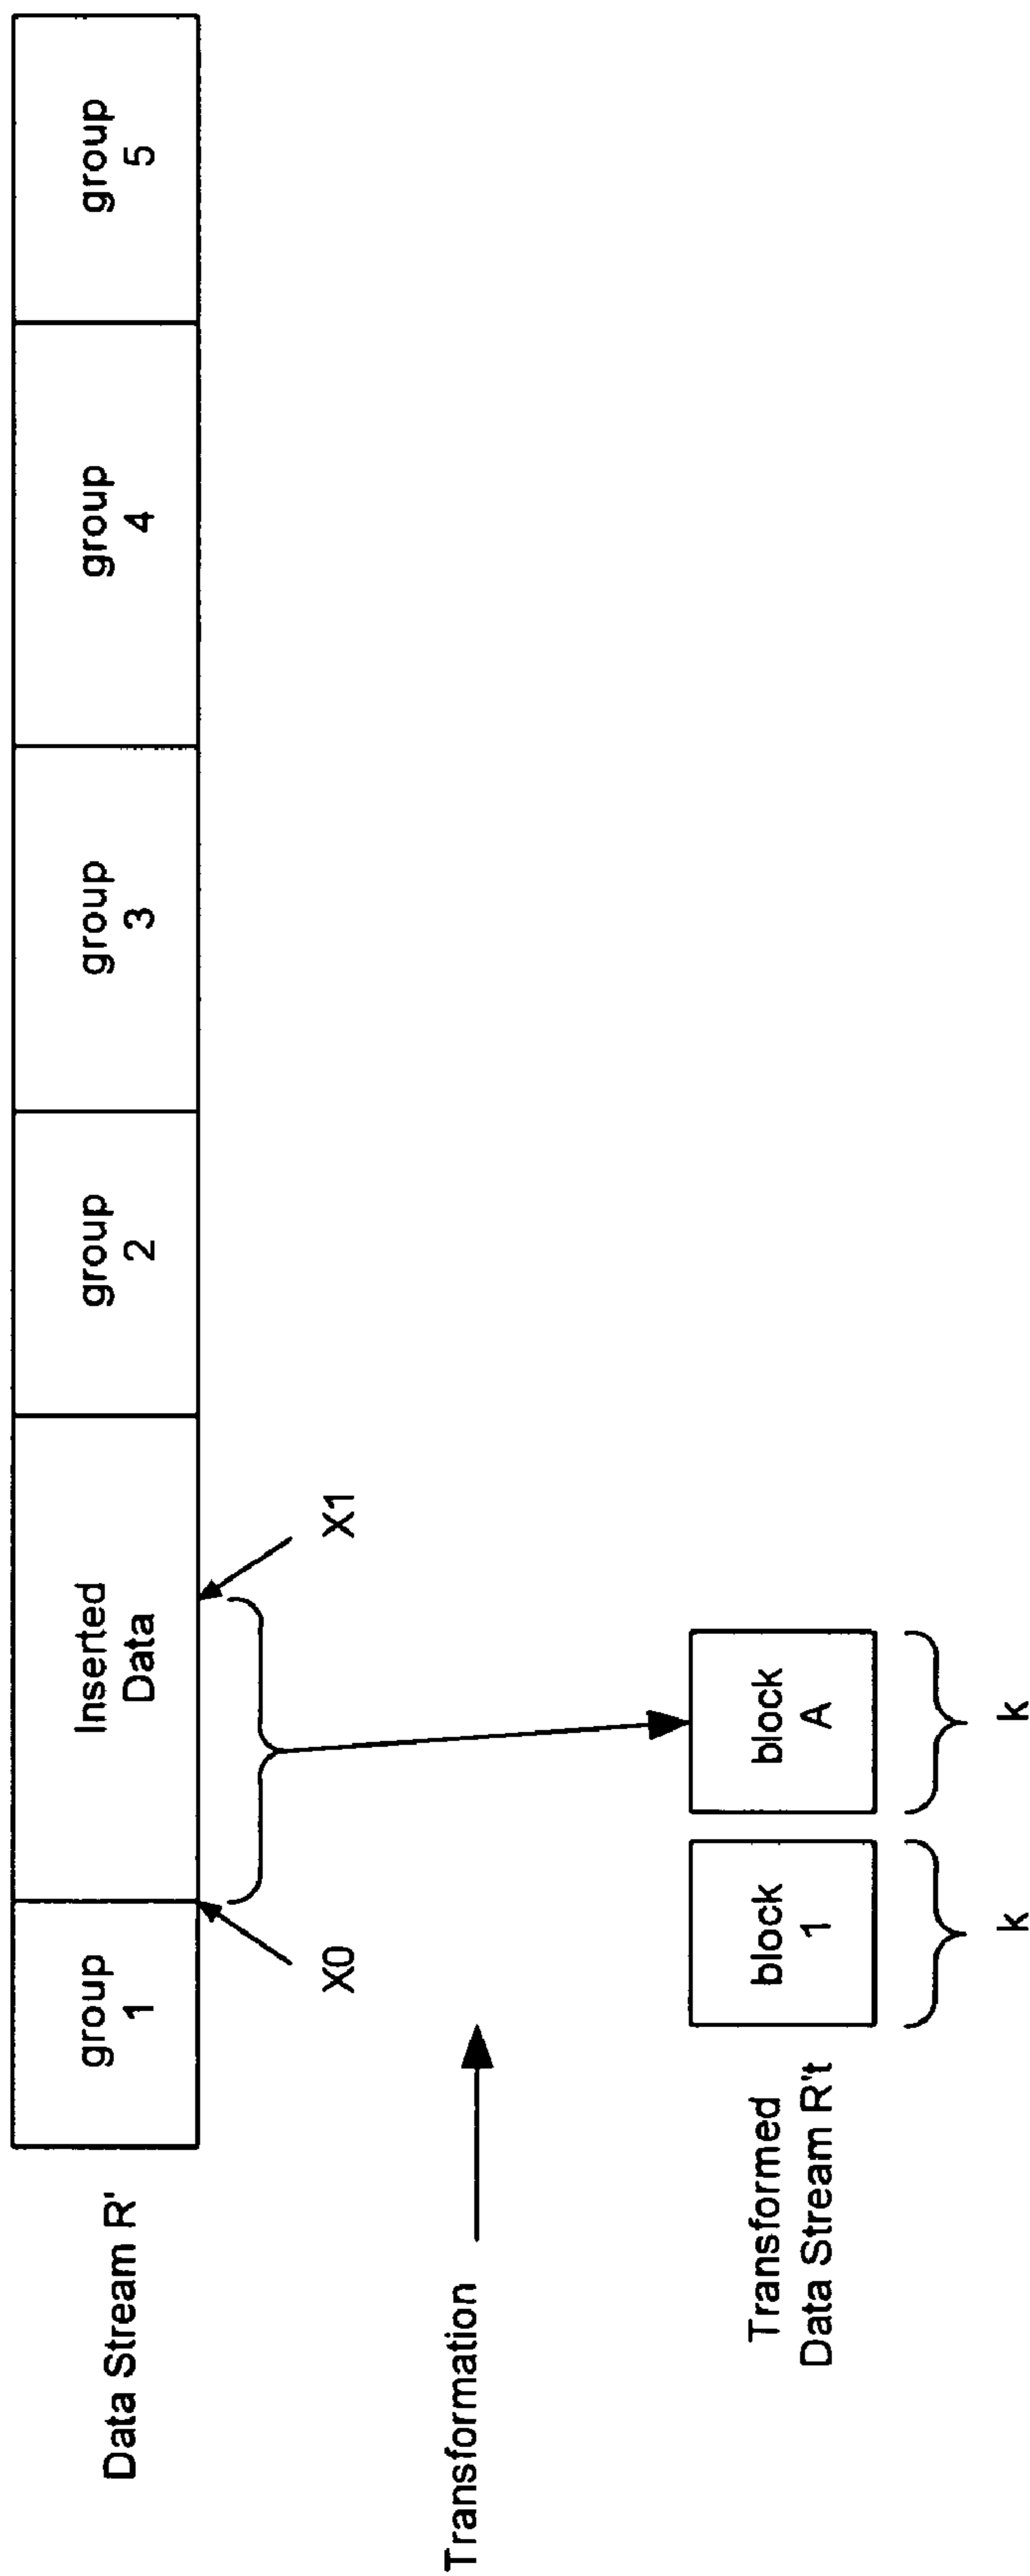 Data Stream R'
group
1
Inserted
Data
group
2
group
3
group
4
group
5
X0
X1
Transformation
Transformed
Data Stream R't
block
1
block
A
k
k